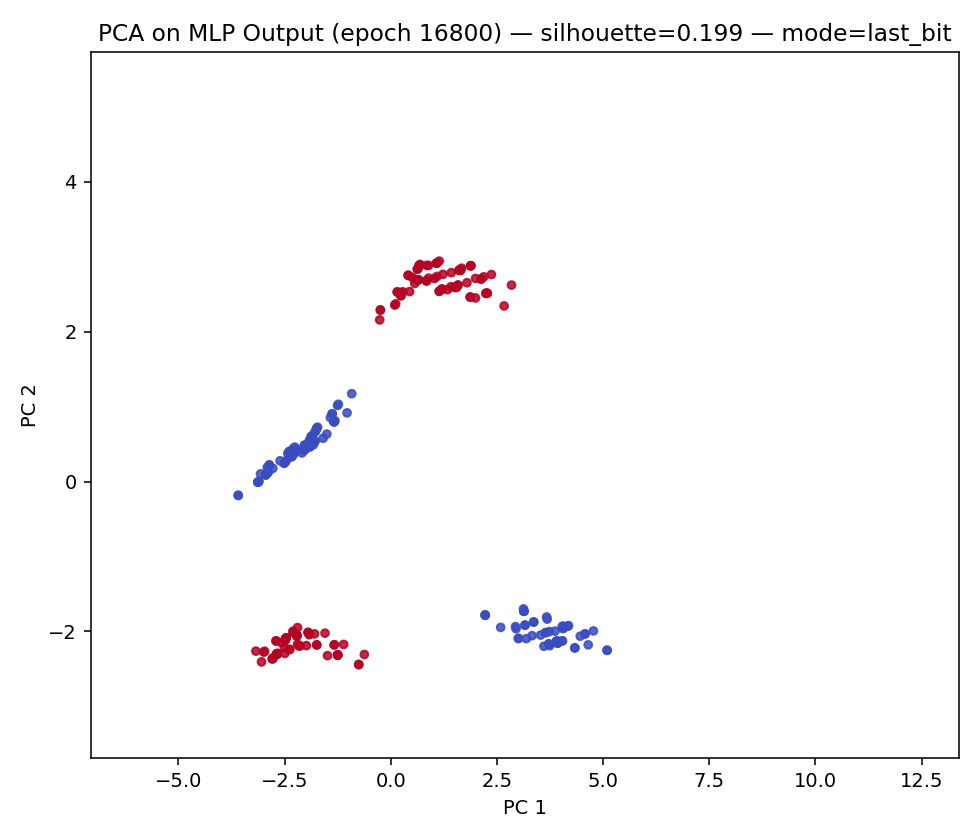 PCA on MLP Output (epoch 16800) — silhouette=0.199 — mode=last_bit
4
2
0
−2
PC 2
−5.0 −2.5 0.0 2.5 5.0 7.5 10.0 12.5
PC 1